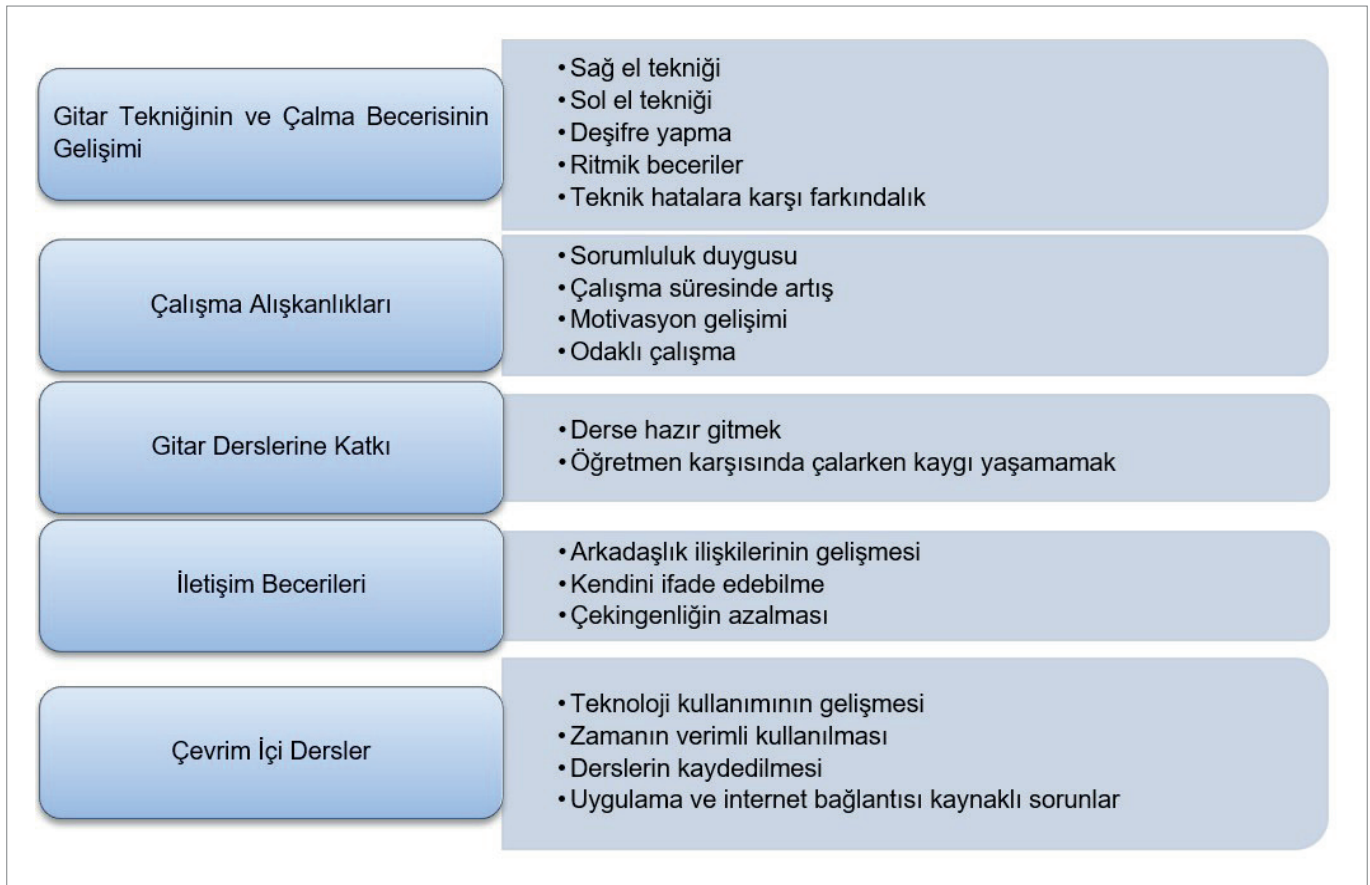 Gitar Tekniğinin ve Çalma Becerisinin
Gelişimi
• Sağ el tekniği
• Sol el tekniği
• Deşifre yapma
• Ritmik beceriler
• Teknik hatalara karşı farkındalık
Çalışma Alışkanlıkları
• Sorumluluk duygusu
• Çalışma süresinde artış
• Motivasyon gelişimi
• Odaklı çalışma
Gitar Derslerine Katkı
• Derse hazır gitmek
• Öğretmen karşısında çalarken kaygı yaşamamak
İletişim Becerileri
• Arkadaşlık ilişkilerinin gelişmesi
• Kendini ifade edebilme
• Çekingenliğin azalması
Çevrim İçi Dersler
• Teknoloji kullanımının gelişmesi
• Zamanın verimli kullanılması
• Derslerin kaydedilmesi
• Uygulama ve internet bağlantısı kaynaklı sorunlar